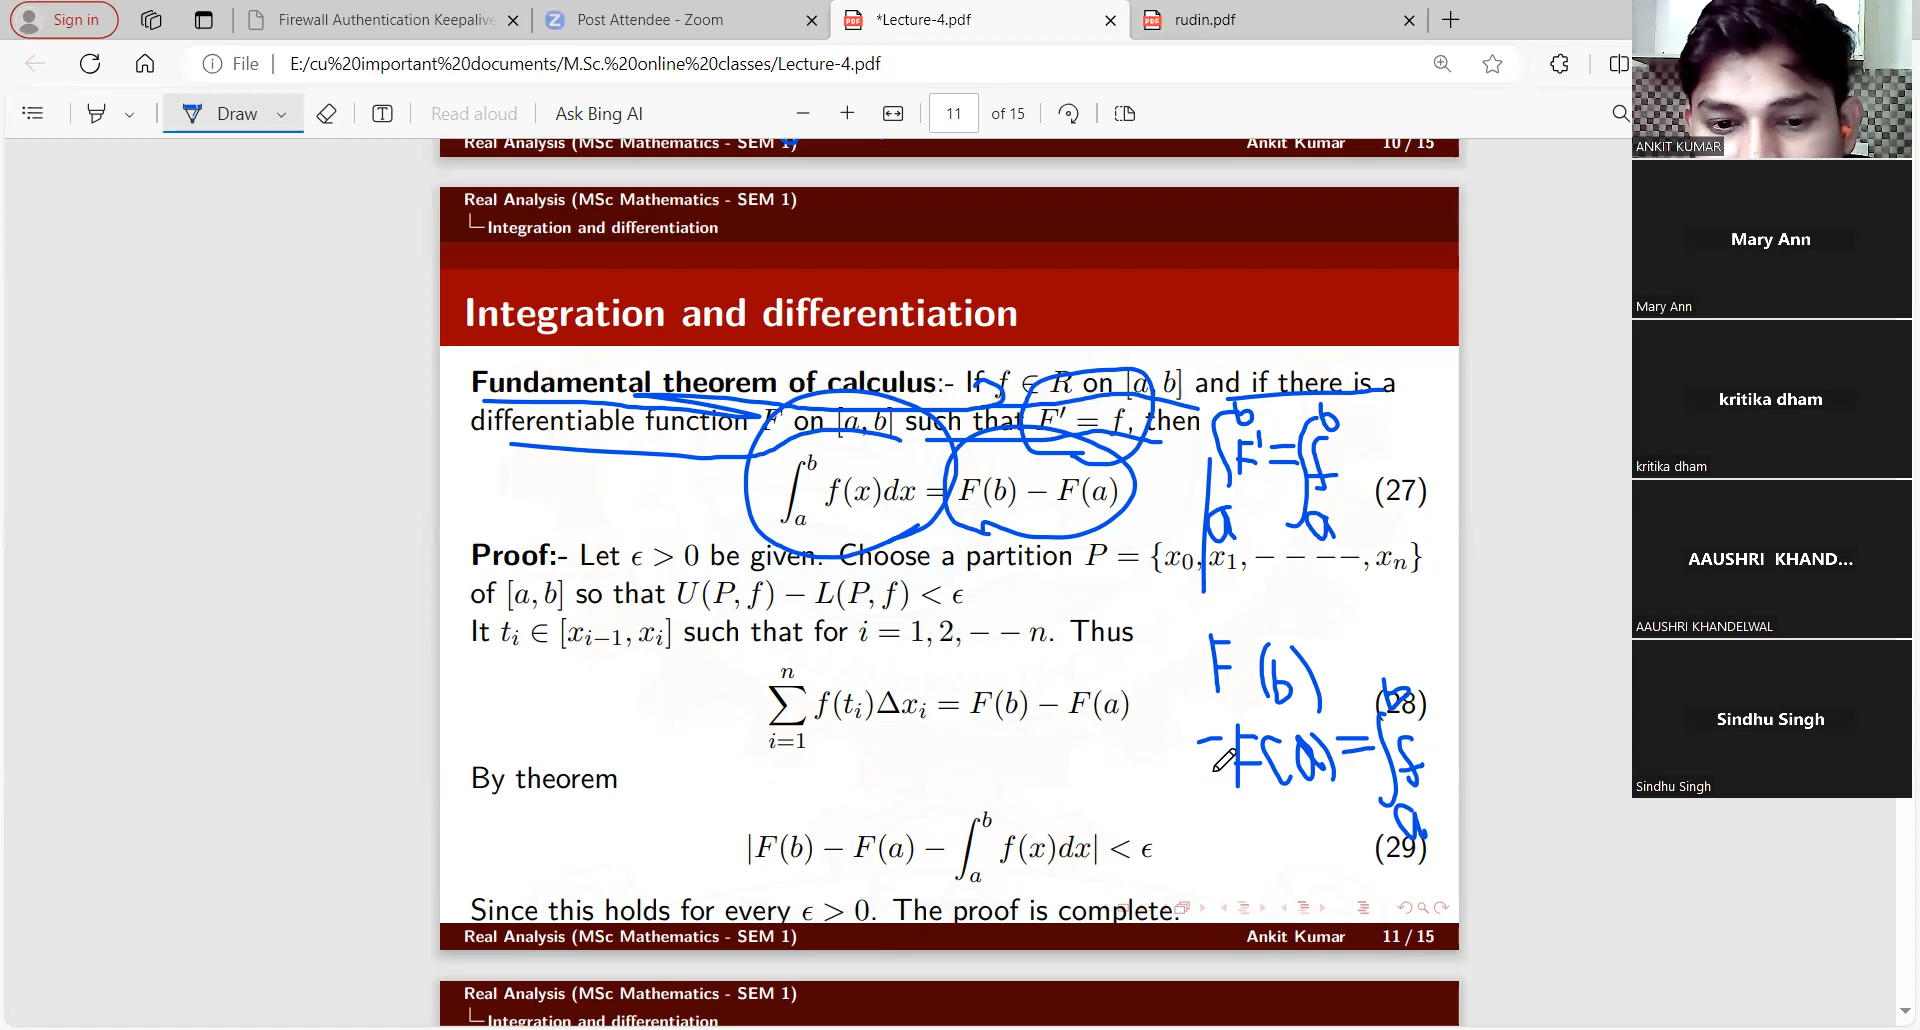 Sign in
Firewall Authentication Keepalive
Post Attendee - Zoom
*Lecture-4.pdf
rudin.pdf
File
E:/cu%20important%20documents/M.Sc.%20online%20classes/Lecture-4.pdf
Draw
Read aloud
Ask Bing AI
11 of 15
Real Analysis (MSc Mathematics - SEM 1) Ankit Kumar 10 / 15
Real Analysis (MSc Mathematics - SEM 1)
Integration and differentiation
Integration and differentiation
Fundamental theorem of calculus:- If f ∈ R on [a, b] and if there is a
differentiable function F on [a, b] such that F′ = f, then
∫_a^b f(x)dx = F(b) − F(a) (27)
∫_a^b F' = ∫_a^b f
Proof:- Let ϵ > 0 be given. Choose a partition P = {x₀, x₁, − − −−, xₙ}
of [a, b] so that U(P, f) − L(P, f) < ϵ
It tᵢ ∈ [xᵢ₋₁, xᵢ] such that for i = 1, 2, − − n. Thus
∑_{i=1}^n f(tᵢ)Δxᵢ = F(b) − F(a) (28)
F(b)
- F(a) = ∫_a^b f
By theorem
|F(b) − F(a) − ∫_a^b f(x)dx| < ϵ (29)
Since this holds for every ϵ > 0. The proof is complete.
Real Analysis (MSc Mathematics - SEM 1) Ankit Kumar 11 / 15
Real Analysis (MSc Mathematics - SEM 1)
Integration and differentiation
ANKIT KUMAR
Mary Ann
Mary Ann
kritika dham
kritika dham
AAUSHRI KHAND...
AAUSHRI KHANDELWAL
Sindhu Singh
Sindhu Singh